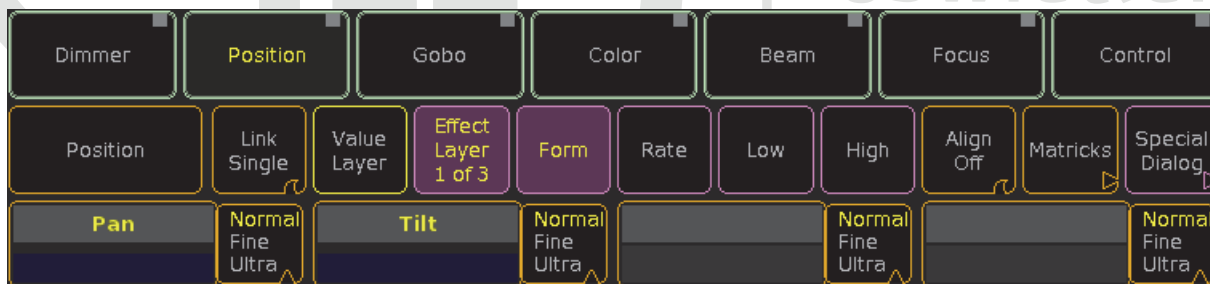 Dimmer Position Gobo Color Beam Focus Control
Position
Link
Single
Value
Layer
Effect
Layer
1 of 3
Form
Rate
Low
High
Align
Off
Matricks
Special
Dialog
Pan
Normal
Fine
Ultra
Tilt
Normal
Fine
Ultra
Normal
Fine
Ultra
Normal
Fine
Ultra